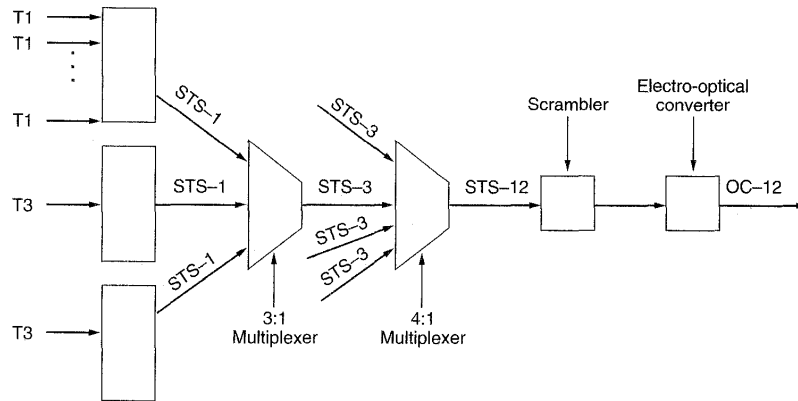 T1
T1
T1
T3
T3
STS–1
STS–1
STS–1
3:1
Multiplexer
STS–3
STS–3
STS–3
STS–3
4:1
Multiplexer
STS–12
Scrambler
Electro-optical
converter
OC–12